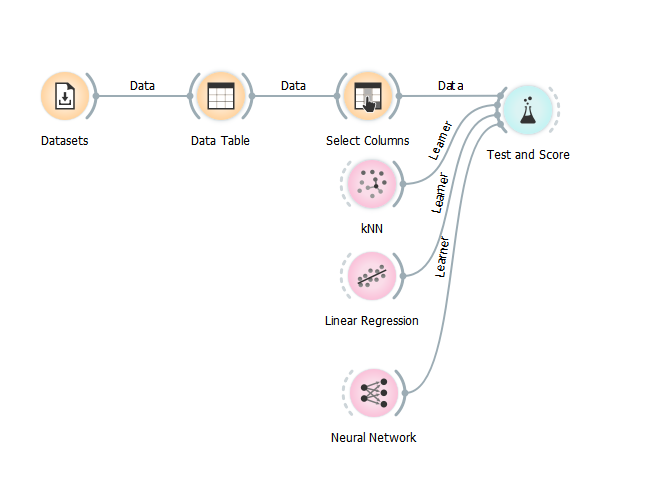 Data
Data
Data
Datasets
Data Table
Select Columns
Test and Score
Learner
kNN
Learner
Linear Regression
Learner
Neural Network